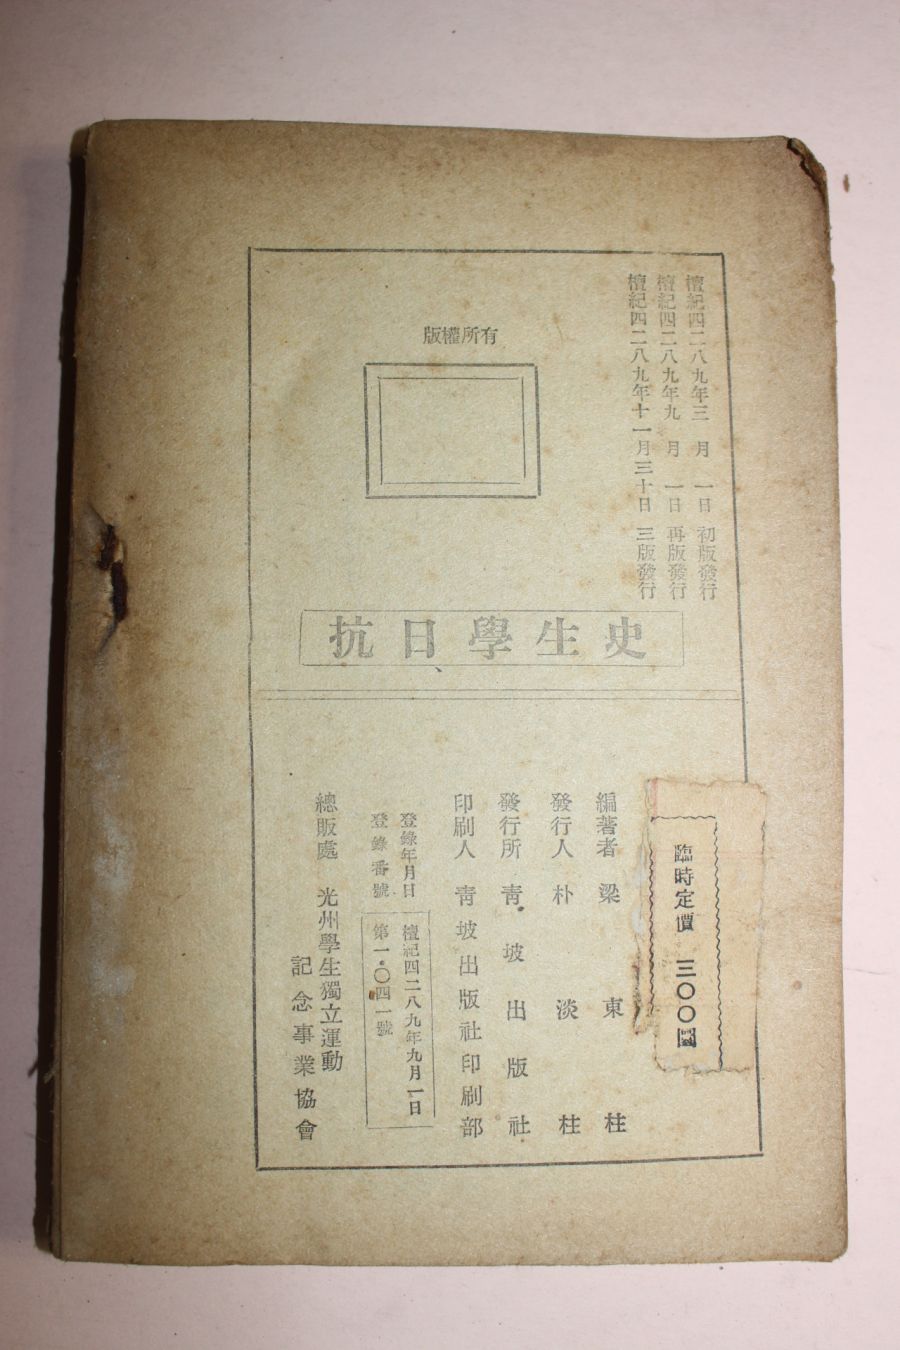 檀紀四二八九年三月一日 初版發行
檀紀四二八九年九月一日 再版發行
檀紀四二八九年十一月三十日 三版發行
版權所有
抗日學生史
臨時定價 三〇〇圜
編著者 梁東柱
發行人 朴淡柱
發行所 靑坡出版社
印刷人 靑坡出版社印刷部
登錄年月日 檀紀四二八九年九月一日
登錄番號 第一〇四一號
總販處 光州學生獨立運動
記念事業協會